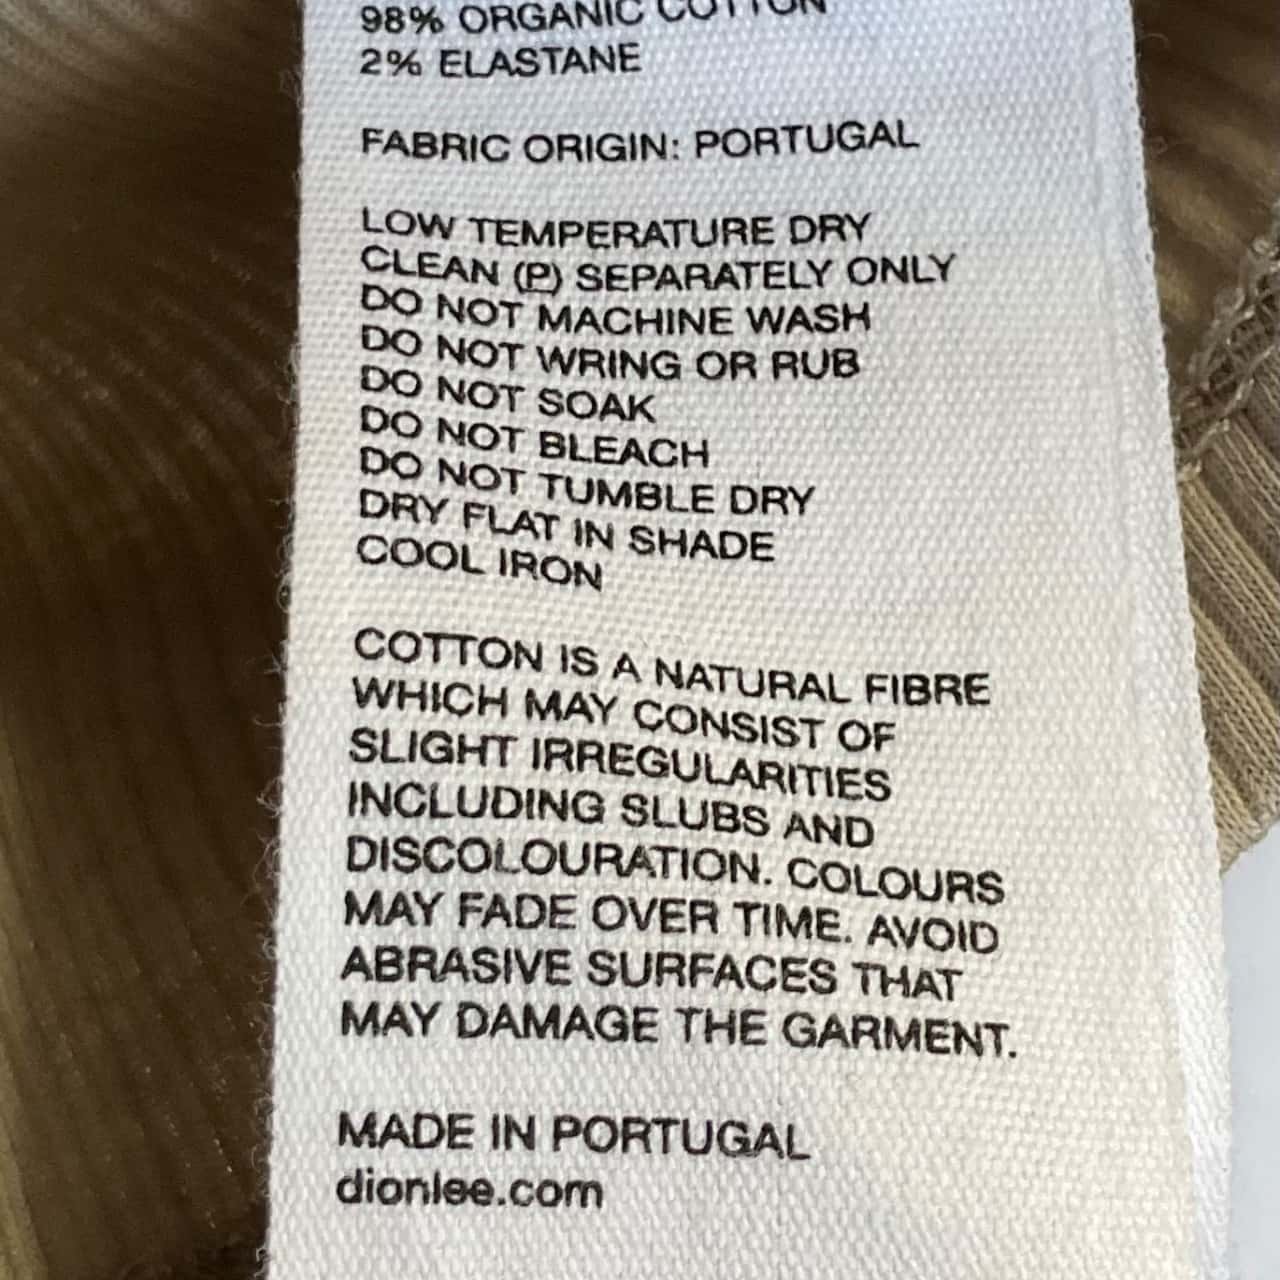 98% ORGANIC COTTON
2% ELASTANE
FABRIC ORIGIN: PORTUGAL
LOW TEMPERATURE DRY
CLEAN (P) SEPARATELY ONLY
DO NOT MACHINE WASH
DO NOT WRING OR RUB
DO NOT SOAK
DO NOT BLEACH
DO NOT TUMBLE DRY
DRY FLAT IN SHADE
COOL IRON
COTTON IS A NATURAL FIBRE
WHICH MAY CONSIST OF
SLIGHT IRREGULARITIES
INCLUDING SLUBS AND
DISCOLOURATION. COLOURS
MAY FADE OVER TIME. AVOID
ABRASIVE SURFACES THAT
MAY DAMAGE THE GARMENT.
MADE IN PORTUGAL
dionlee.com